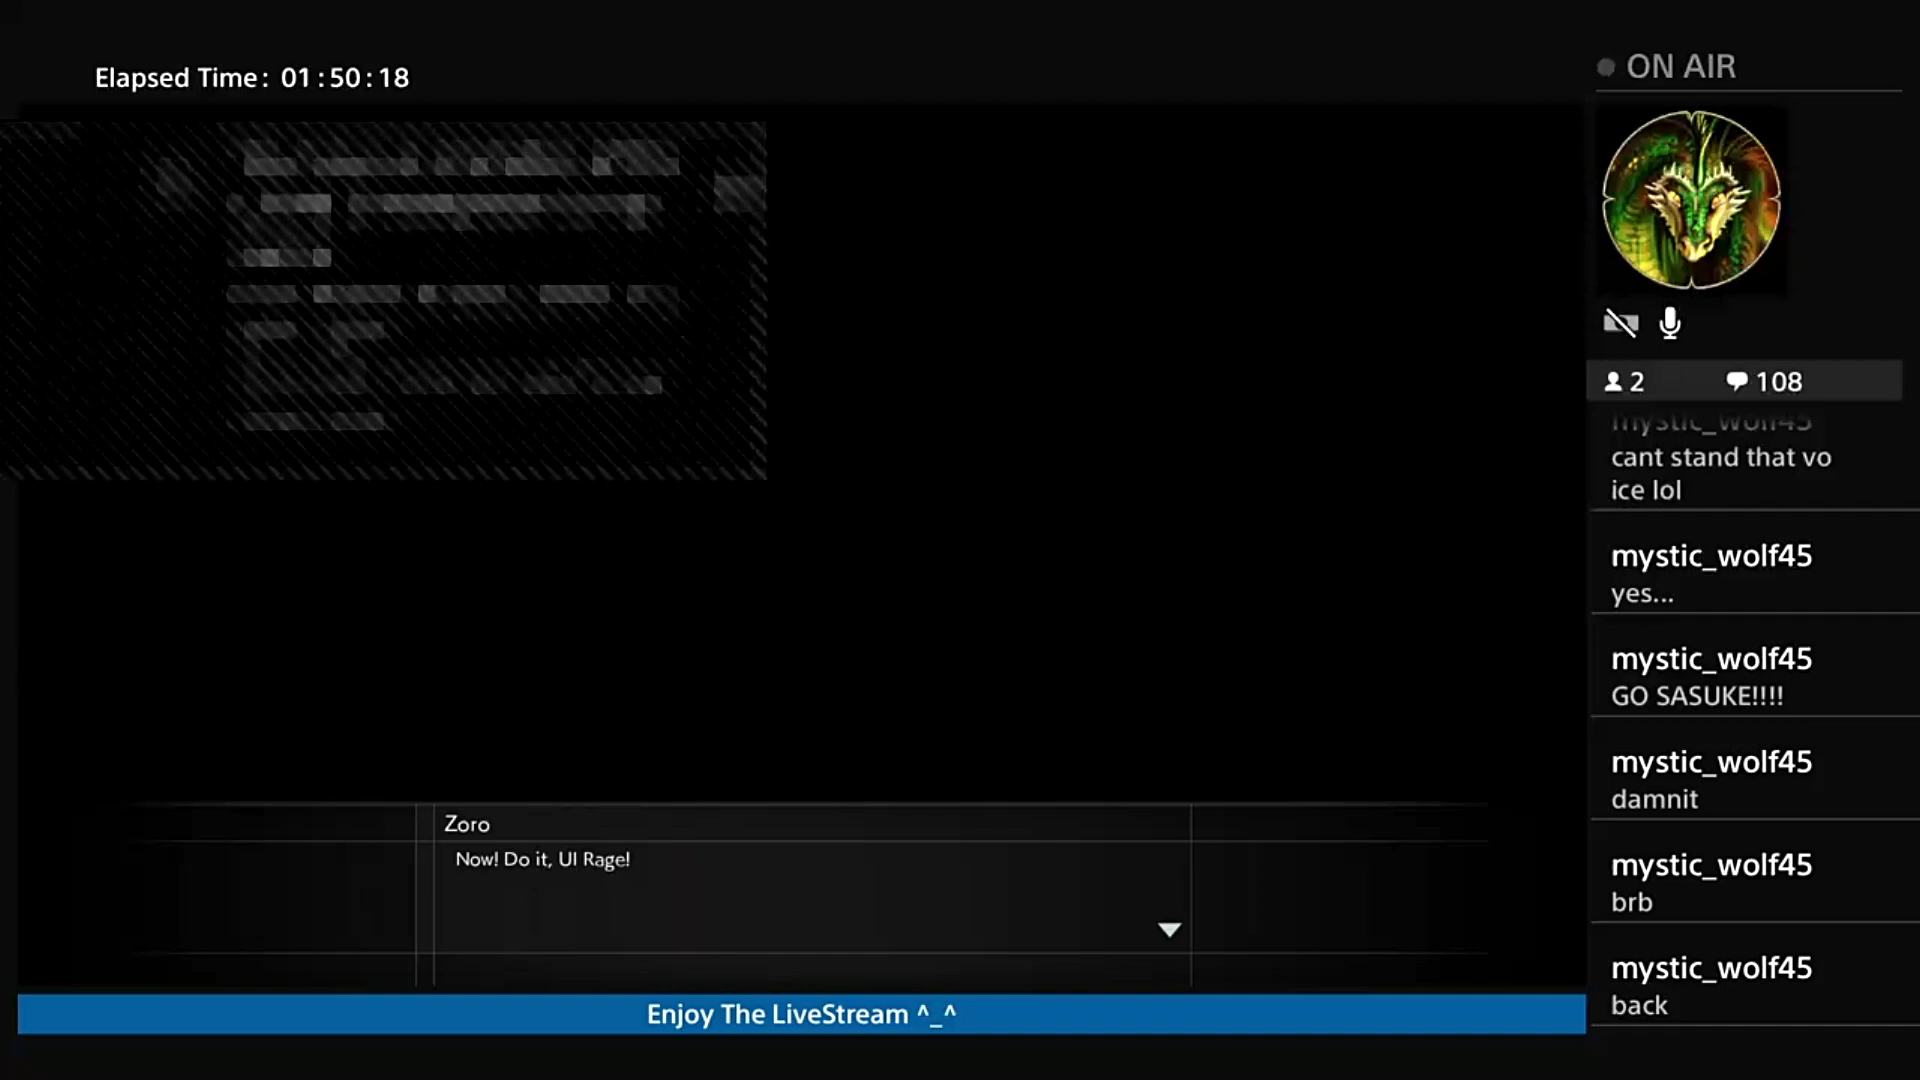 Elapsed Time: 01:50:18
ON AIR
2
108
mystic_wolf45
cant stand that vo
ice lol
mystic_wolf45
yes...
mystic_wolf45
GO SASUKE!!!!
mystic_wolf45
damnit
mystic_wolf45
brb
mystic_wolf45
back
Zoro
Now! Do it, UI Rage!
Enjoy The LiveStream ^_^